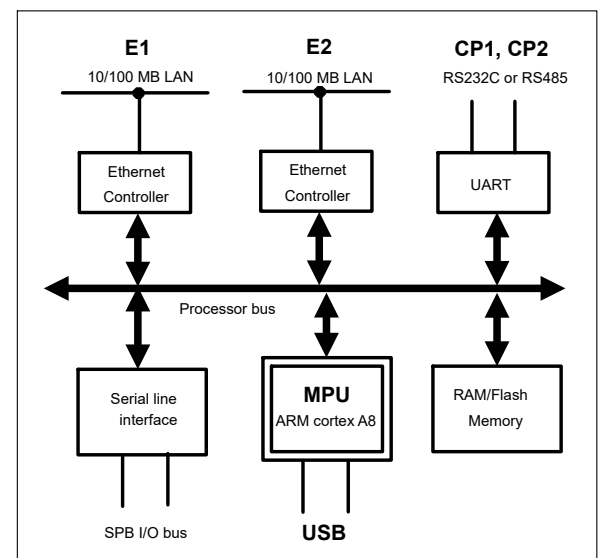 E1
E2
CP1, CP2
10/100 MB LAN
10/100 MB LAN
RS232C or RS485
Ethernet
Controller
Ethernet
Controller
UART
Processor bus
Serial line
interface
MPU
ARM cortex A8
RAM/Flash
Memory
SPB I/O bus
USB